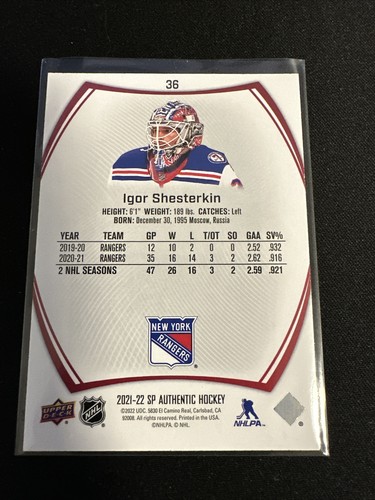 36
Igor Shesterkin
HEIGHT: 6'1" WEIGHT: 189 lbs. CATCHES: Left
BORN: December 30, 1995 Moscow, Russia
YEAR TEAM GP W L T/OT SO GAA SV%
2019-20 RANGERS 12 10 2 0 0 2.52 .932
2020-21 RANGERS 35 16 14 3 2 2.62 .916
2 NHL SEASONS 47 26 16 3 2 2.59 .921
NEW YORK
RANGERS
2021-22 SP AUTHENTIC HOCKEY
©2022 UDC. 5830 El Camino Real, Carlsbad, CA
92008. All rights reserved. Printed in the USA.
©NHLPA. © NHL.
UPPER
DECK
NHL
NHLPA